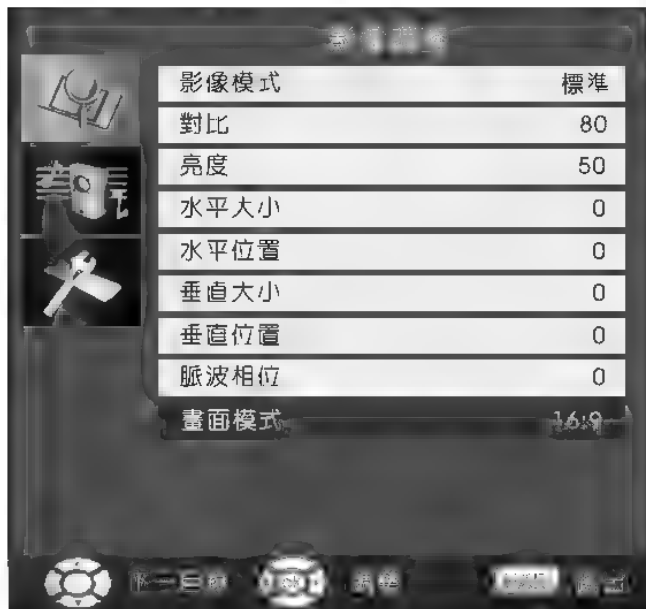 影像模式 標準
對比 80
亮度 50
水平大小 0
水平位置 0
垂直大小 0
垂直位置 0
脈波相位 0
畫面模式 16:9